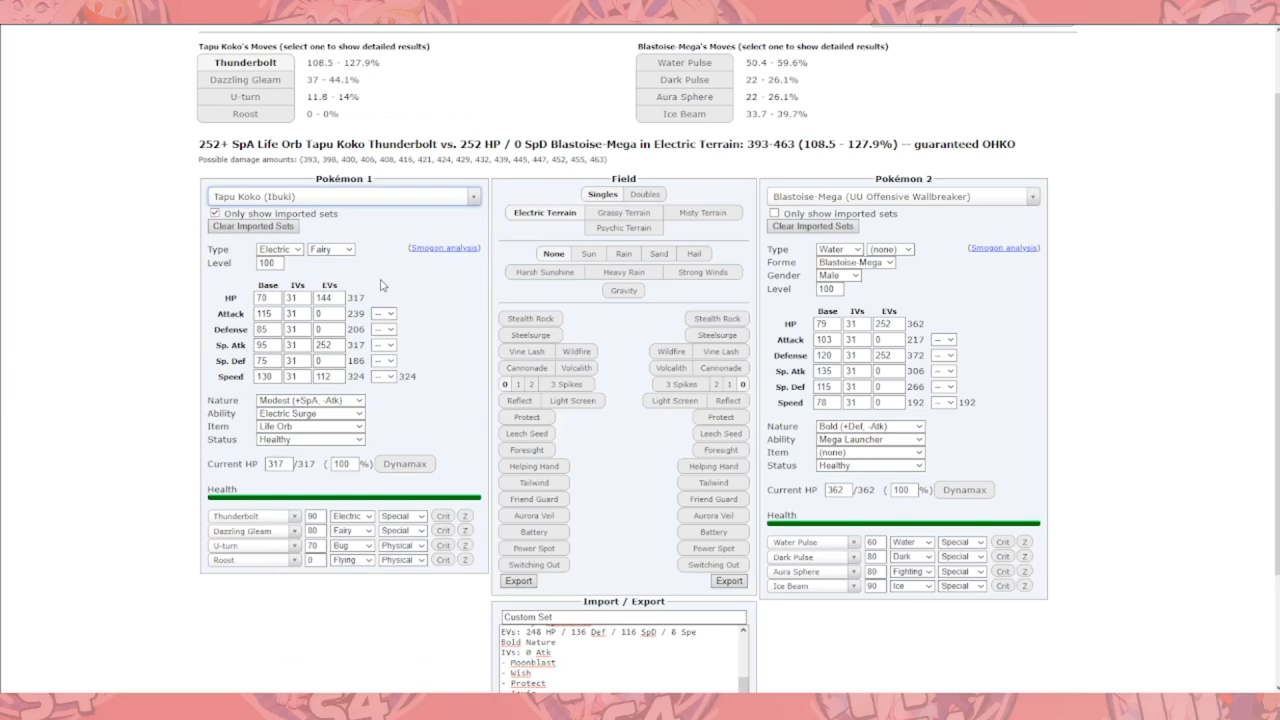 Tapu Koko's Moves (select one to show detailed results)
Thunderbolt 108.5 - 127.9%
Dazzling Gleam 37 - 44.1%
U-turn 11.8 - 14%
Roost 0 - 0%
Blastoise-Mega's Moves (select one to show detailed results)
Water Pulse 50.4 - 59.6%
Dark Pulse 22 - 26.1%
Aura Sphere 22 - 26.1%
Ice Beam 33.7 - 39.7%
252+ SpA Life Orb Tapu Koko Thunderbolt vs. 252 HP / 0 SpD Blastoise-Mega in Electric Terrain: 393-463 (108.5 - 127.9%) -- guaranteed OHKO
Possible damage amounts: (393, 398, 400, 406, 408, 416, 421, 424, 429, 432, 439, 445, 447, 452, 455, 463)
Pokémon 1
Tapu Koko (Ibuki)
Only show imported sets
Clear Imported Sets
Type Electric Fairy (Smogon analysis)
Level 100
Base IVs EVs
HP 70 31 144 317
Attack 115 31 0 239 --
Defense 85 31 0 206 --
Sp. Atk 95 31 252 317 --
Sp. Def 75 31 0 186 --
Speed 130 31 112 324 -- 324
Nature Modest (+SpA, -Atk)
Ability Electric Surge
Item Life Orb
Status Healthy
Current HP 317 /317 ( 100 %) Dynamax
Health
Thunderbolt 90 Electric Special Crit Z
Dazzling Gleam 80 Fairy Special Crit Z
U-turn 70 Bug Physical Crit Z
Roost 0 Flying Physical Crit Z
Field
Singles Doubles
Electric Terrain Grassy Terrain Misty Terrain
Psychic Terrain
None Sun Rain Sand Hail
Harsh Sunshine Heavy Rain Strong Winds
Gravity
Stealth Rock Stealth Rock
Steelsurge Steelsurge
Vine Lash Wildfire Wildfire Vine Lash
Cannonade Volcalith Volcalith Cannonade
0 1 2 3 Spikes 3 Spikes 2 1 0
Reflect Light Screen Light Screen Reflect
Protect Protect
Leech Seed Leech Seed
Foresight Foresight
Helping Hand Helping Hand
Tailwind Tailwind
Friend Guard Friend Guard
Aurora Veil Aurora Veil
Battery Battery
Power Spot Power Spot
Switching Out Switching Out
Export Export
Pokémon 2
Blastoise-Mega (UU Offensive Wallbreaker)
Only show imported sets
Clear Imported Sets
Type Water (none) (Smogon analysis)
Forme Blastoise-Mega
Gender Male
Level 100
Base IVs EVs
HP 79 31 252 362
Attack 103 31 0 217 --
Defense 120 31 252 372 --
Sp. Atk 135 31 0 306 --
Sp. Def 115 31 0 266 --
Speed 78 31 0 192 -- 192
Nature Bold (+Def, -Atk)
Ability Mega Launcher
Item (none)
Status Healthy
Current HP 362 /362 ( 100 %) Dynamax
Health
Water Pulse 60 Water Special Crit Z
Dark Pulse 80 Dark Special Crit Z
Aura Sphere 80 Fighting Special Crit Z
Ice Beam 90 Ice Special Crit Z
Import / Export
Custom Set
EVs: 248 HP / 136 Def / 116 SpD / 8 Spe
Bold Nature
IVs: 0 Atk
- Moonblast
- Wish
- Protect